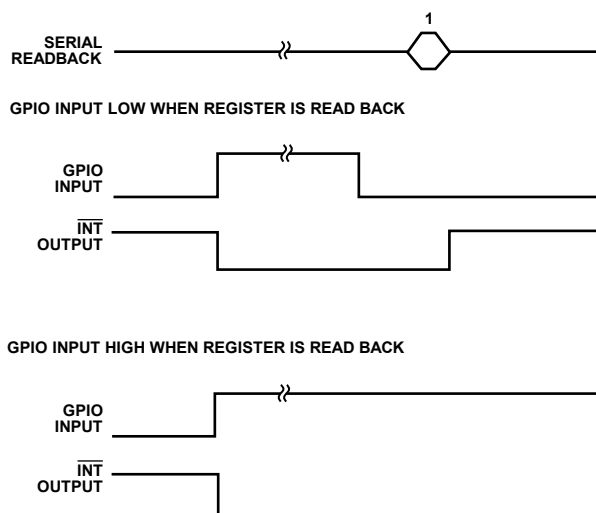 1
SERIAL
READBACK
GPIO INPUT LOW WHEN REGISTER IS READ BACK
GPIO
INPUT
INT
OUTPUT
GPIO INPUT HIGH WHEN REGISTER IS READ BACK
GPIO
INPUT
INT
OUTPUT